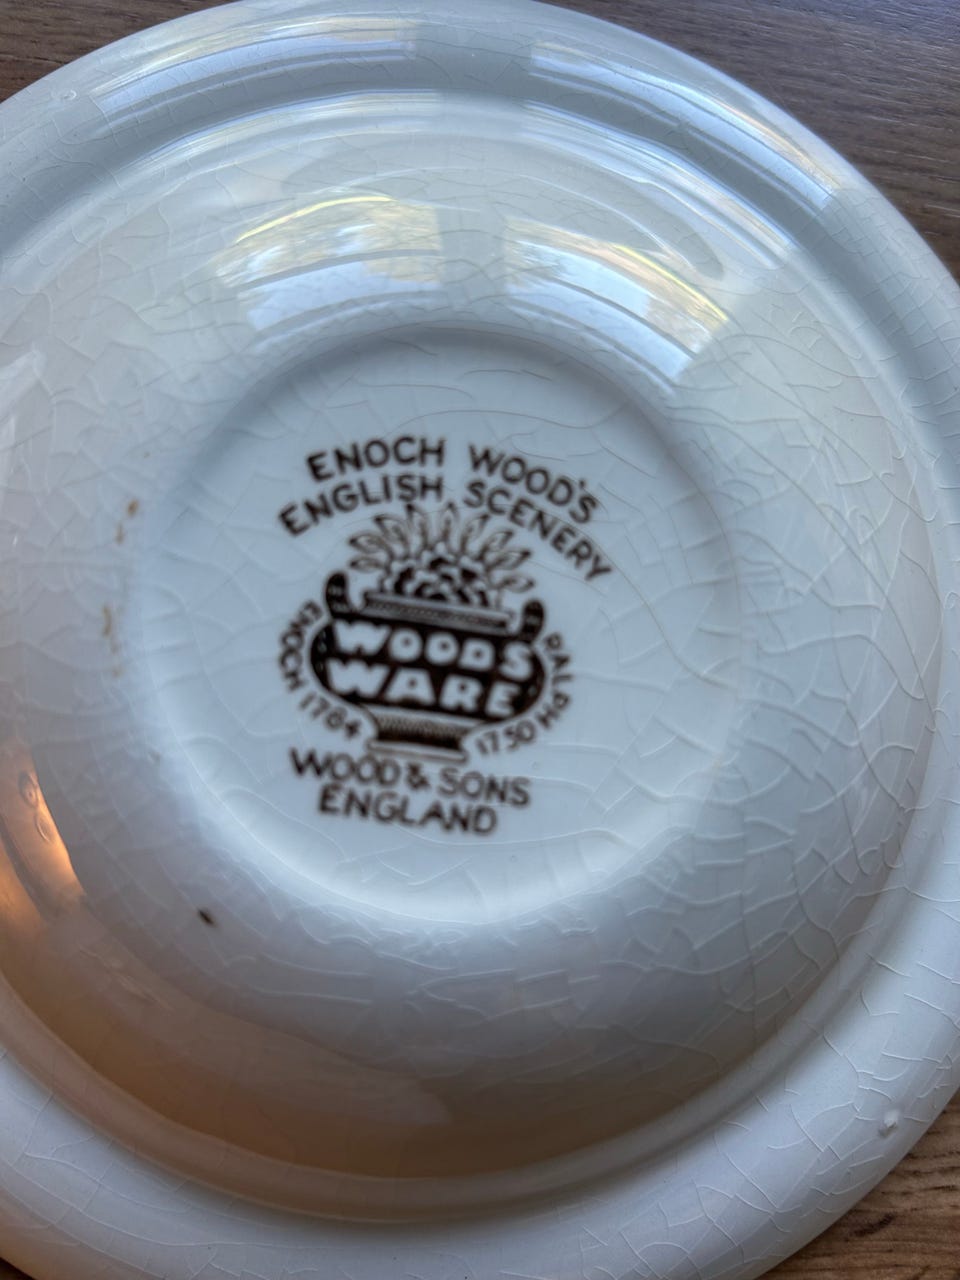 ENOCH WOOD'S
ENGLISH SCENERY
WOODS
WARE
ENOCH 1784
RALPH 1750
WOOD & SONS
ENGLAND